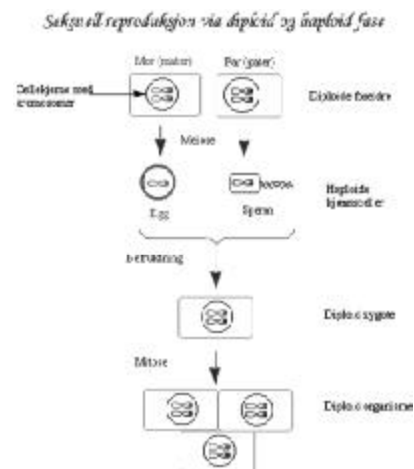 Seksuell reproduksjon via diploid og haploid fase
Mor (mater)
Far (pater)
Cellekjerne med
kromosomer
Diploide foreldre
Meiose
Egg
Sperm
Haploide
kjønnsceller
Befruktning
Diploid zygote
Mitose
Diploid organisme